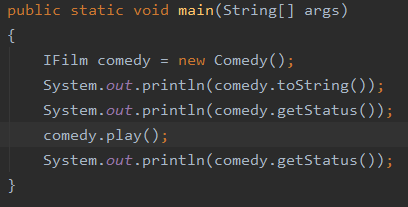 public static void main(String[] args)
{
    IFilm comedy = new Comedy();
    System.out.println(comedy.toString());
    System.out.println(comedy.getStatus());
    comedy.play();
    System.out.println(comedy.getStatus());
}